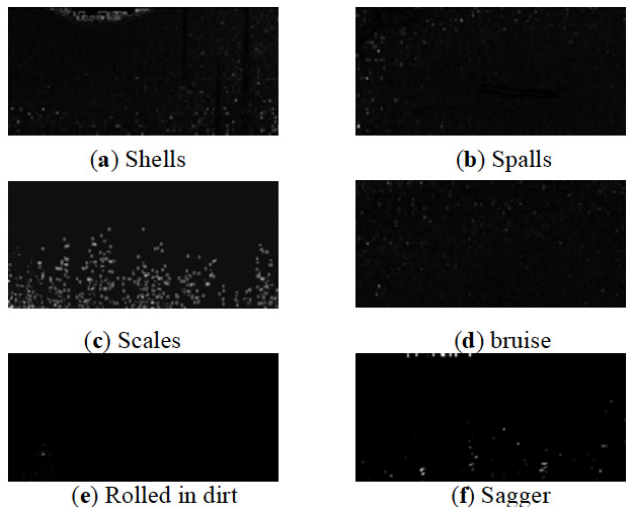 (a) Shells
(b) Spalls
(c) Scales
(d) bruise
(e) Rolled in dirt
(f) Sagger